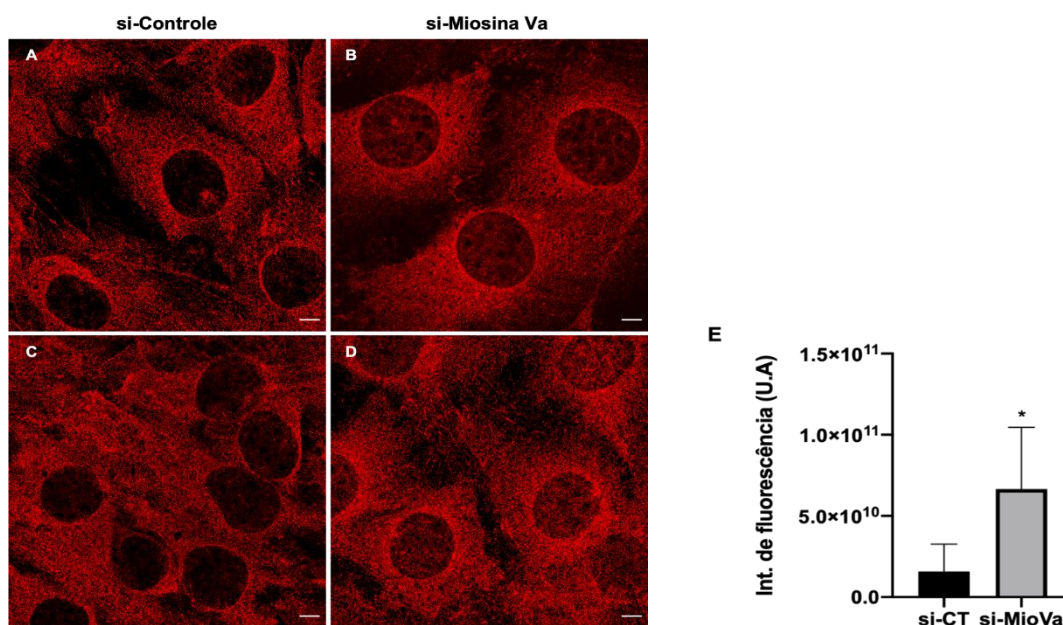 si-Controle
si-Miosina Va
A
B
C
D
E
Int. de fluorescência (U.A)
1.5×10¹¹
1.0×10¹¹
5.0×10¹⁰
0.0
*
si-CT
si-MioVa